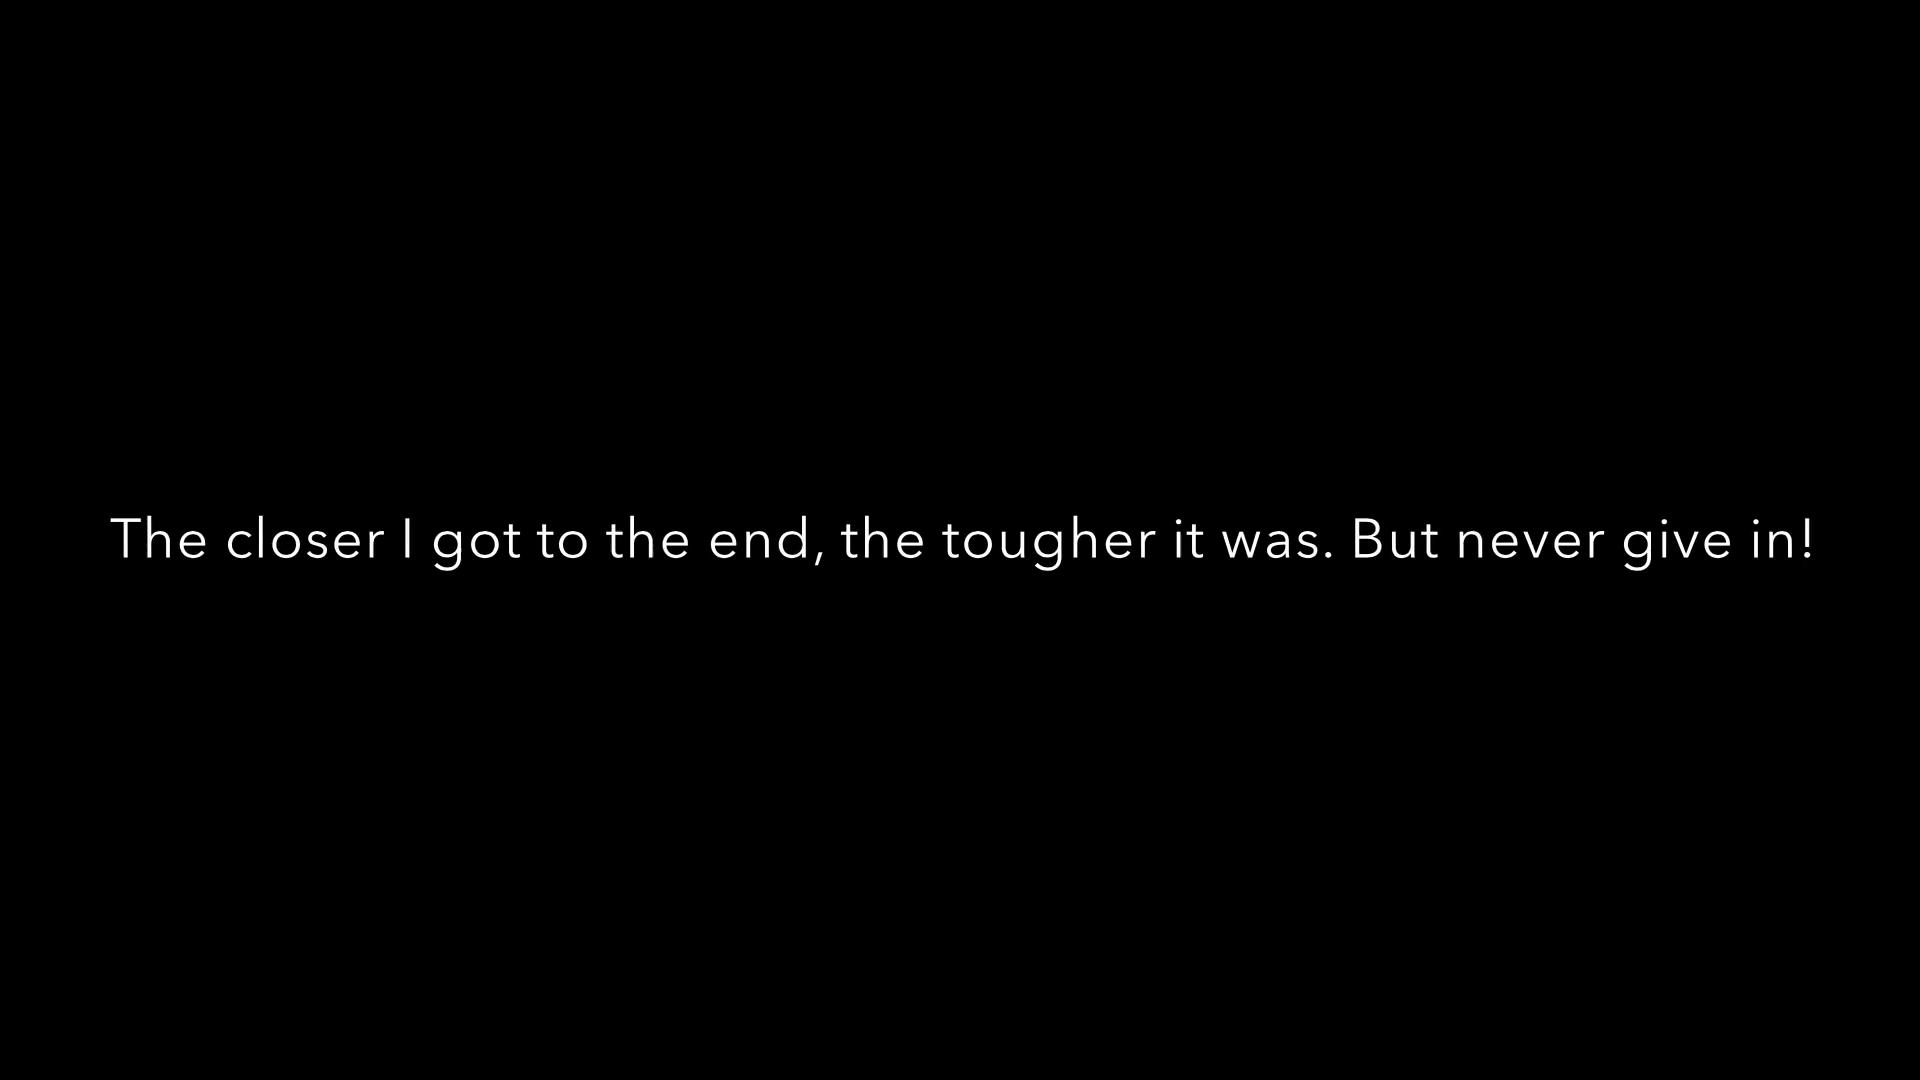 The closer I got to the end, the tougher it was. But never give in!